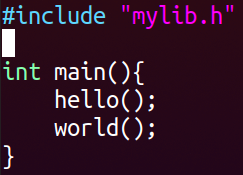 #include "mylib.h"

int main(){
    hello();
    world();
}